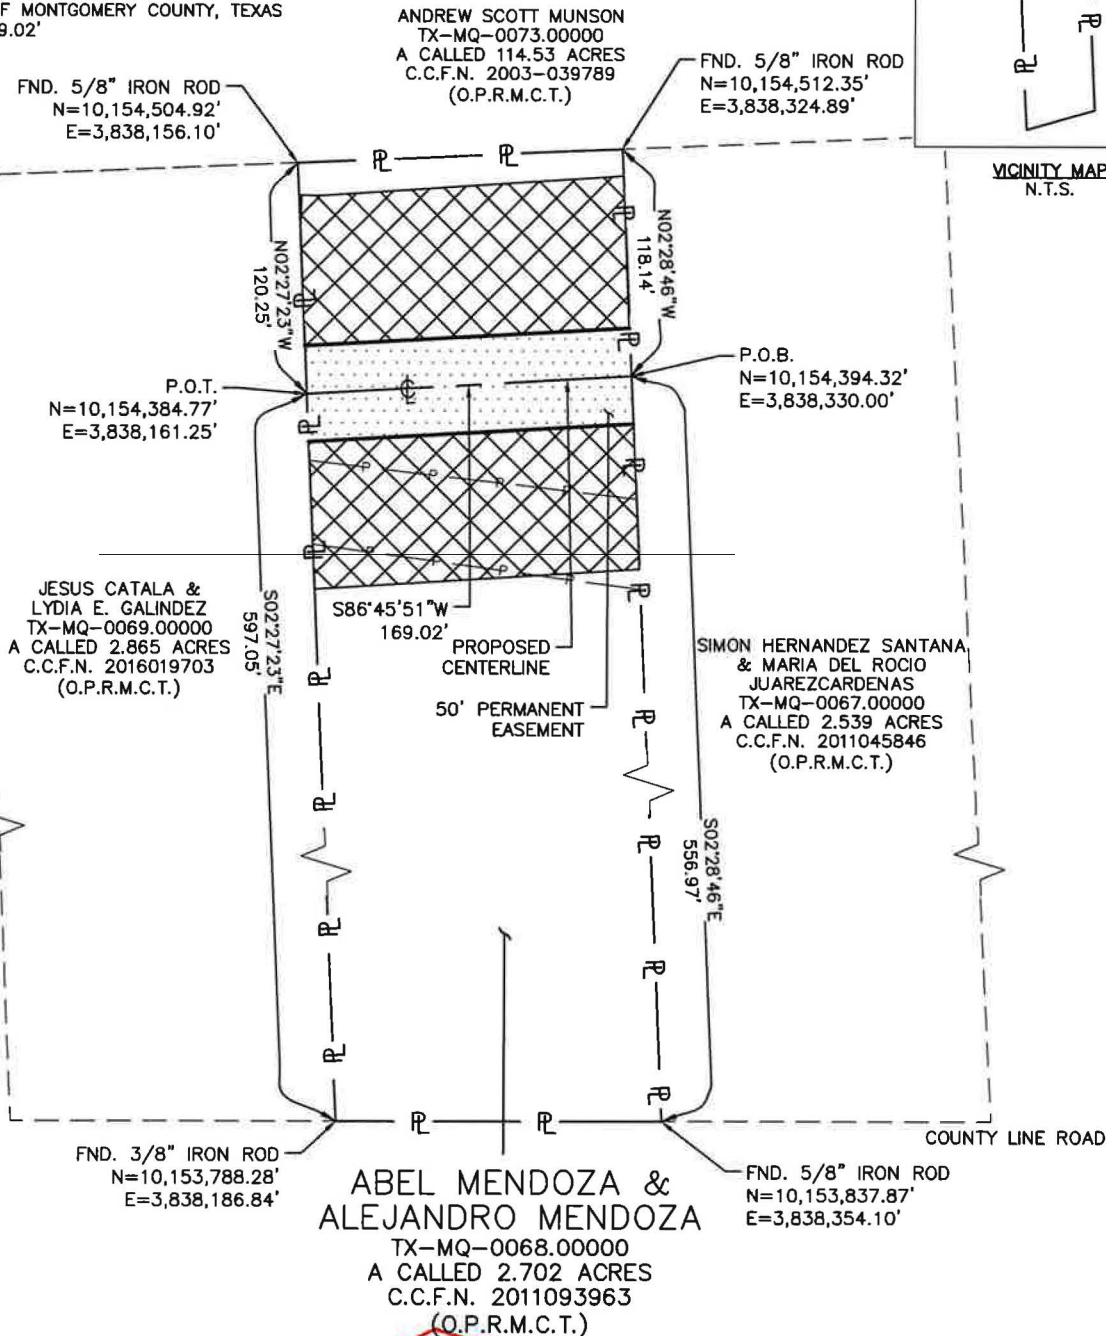 F MONTGOMERY COUNTY, TEXAS
9.02'
ANDREW SCOTT MUNSON
TX-MQ-0073.00000
A CALLED 114.53 ACRES
C.C.F.N. 2003-039789
(O.P.R.M.C.T.)
FND. 5/8" IRON ROD
N=10,154,504.92'
E=3,838,156.10'
FND. 5/8" IRON ROD
N=10,154,512.35'
E=3,838,324.89'
VICINITY MAP
N.T.S.
N02°27'23"W
120.25'
N02°28'46"W
118.14'
P.O.T.
N=10,154,384.77'
E=3,838,161.25'
P.O.B.
N=10,154,394.32'
E=3,838,330.00'
JESUS CATALA &
LYDIA E. GALINDEZ
TX-MQ-0069.00000
A CALLED 2.865 ACRES
C.C.F.N. 2016019703
(O.P.R.M.C.T.)
S02°27'23"E
597.05'
S86°45'51"W
169.02'
PROPOSED
CENTERLINE
50' PERMANENT
EASEMENT
SIMON HERNANDEZ SANTANA
& MARIA DEL ROCIO
JUAREZCARDENAS
TX-MQ-0067.00000
A CALLED 2.539 ACRES
C.C.F.N. 2011045846
(O.P.R.M.C.T.)
S02°28'46"E
556.97'
COUNTY LINE ROAD
FND. 3/8" IRON ROD
N=10,153,788.28'
E=3,838,186.84'
FND. 5/8" IRON ROD
N=10,153,837.87'
E=3,838,354.10'
ABEL MENDOZA &
ALEJANDRO MENDOZA
TX-MQ-0068.00000
A CALLED 2.702 ACRES
C.C.F.N. 2011093963
(O.P.R.M.C.T.)